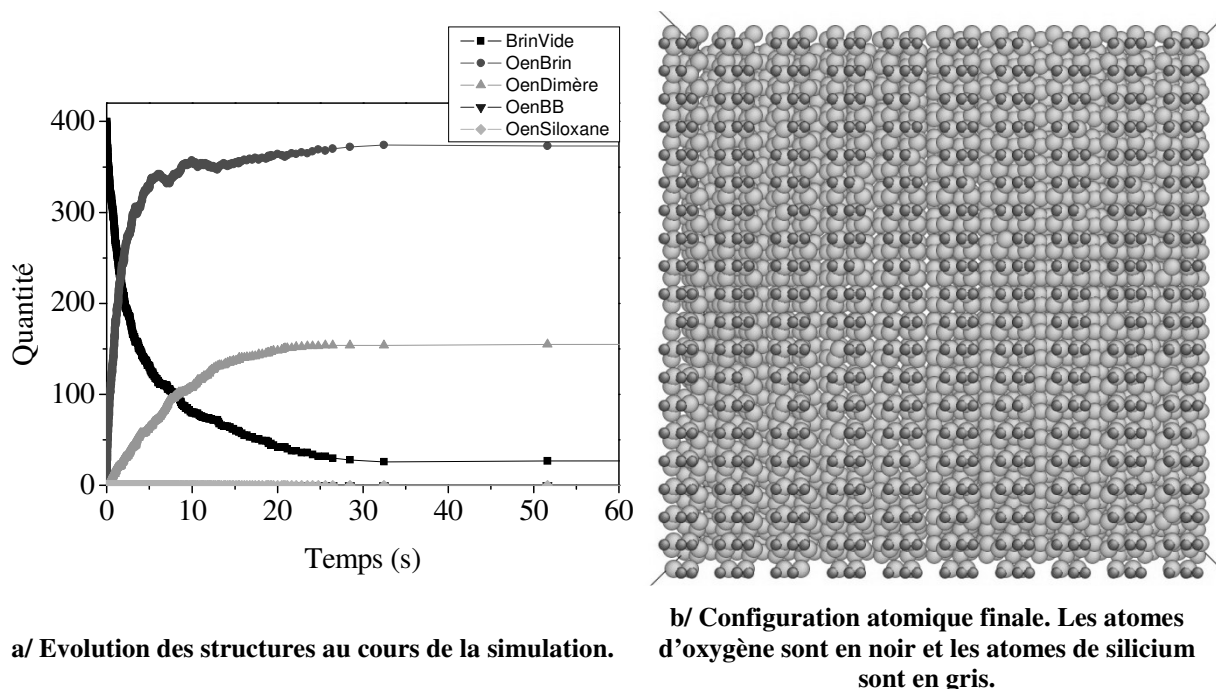 BrinVide
OenBrin
OenDimère
OenBB
OenSiloxane
400
300
200
100
0
Quantité
0 10 20 30 40 50 60
Temps (s)
a/ Evolution des structures au cours de la simulation.
b/ Configuration atomique finale. Les atomes
d’oxygène sont en noir et les atomes de silicium
sont en gris.